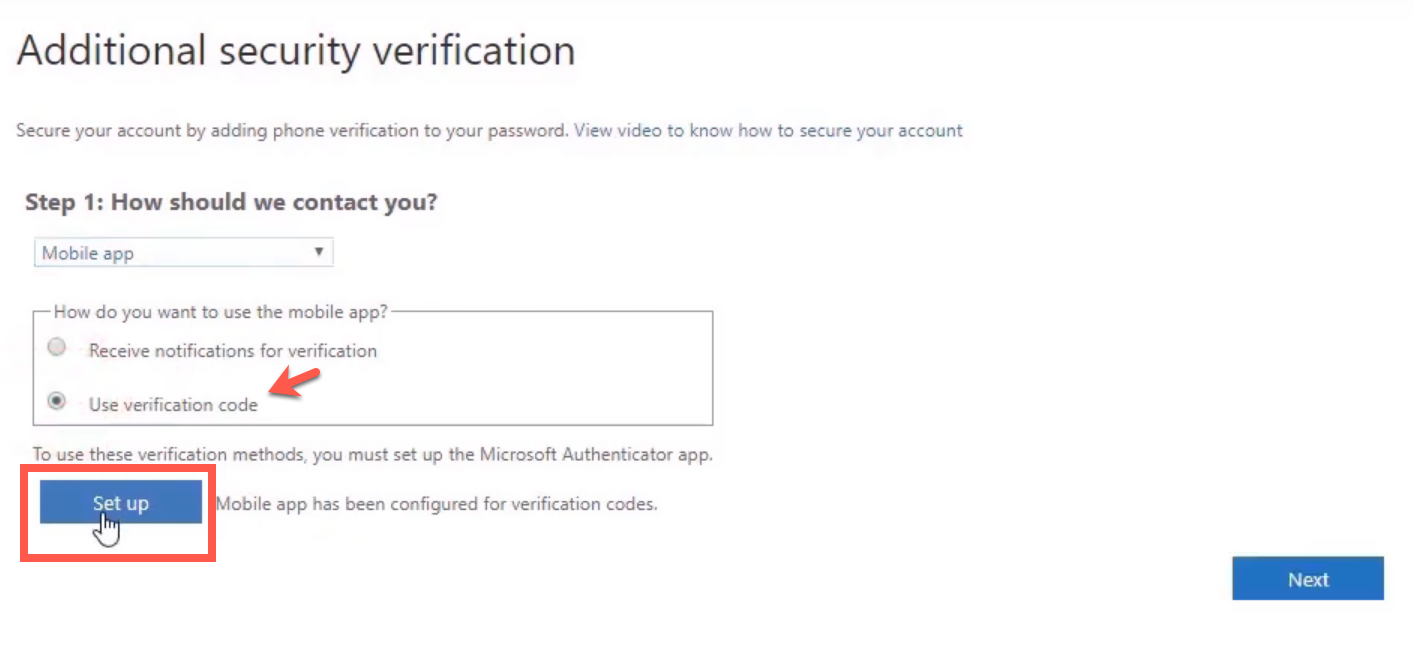 Additional security verification
Secure your account by adding phone verification to your password. View video to know how to secure your account
Step 1: How should we contact you?
Mobile app
How do you want to use the mobile app?
Receive notifications for verification
Use verification code
To use these verification methods, you must set up the Microsoft Authenticator app.
Set up Mobile app has been configured for verification codes.
Next